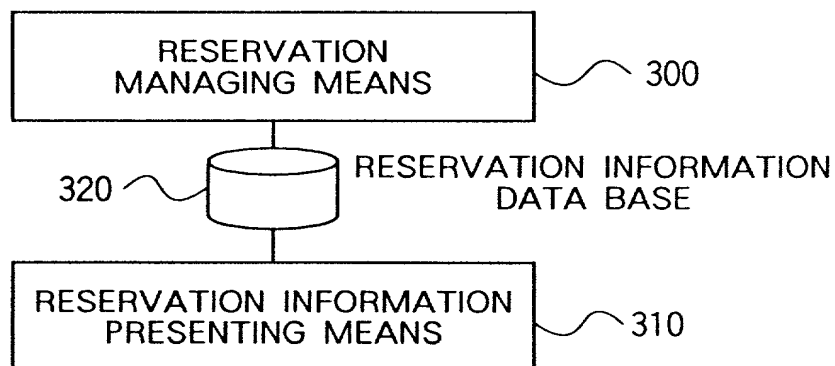 RESERVATION
MANAGING MEANS
300
RESERVATION INFORMATION
DATA BASE
320
RESERVATION INFORMATION
PRESENTING MEANS
310